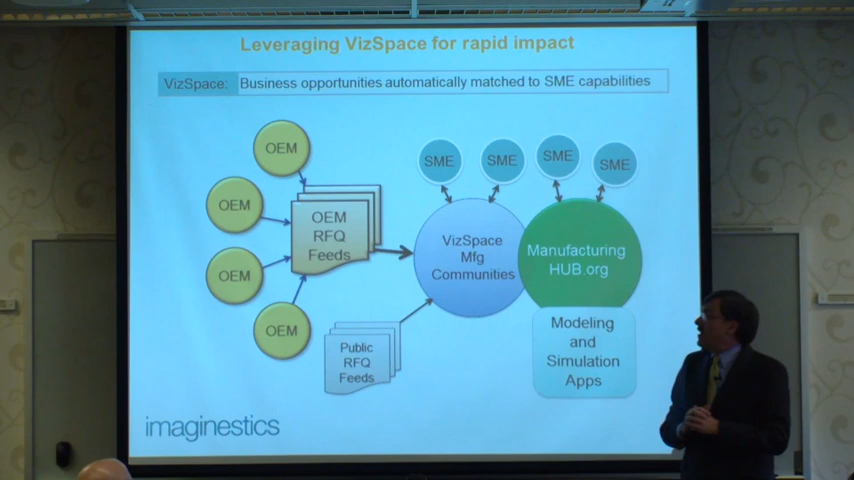 Leveraging VizSpace for rapid impact
VizSpace: Business opportunities automatically matched to SME capabilities
OEM
OEM
OEM
OEM
OEM
RFQ
Feeds
Public
RFQ
Feeds
SME
SME
SME
SME
VizSpace
Mfg
Communities
Manufacturing
HUB.org
Modeling
and
Simulation
Apps
imaginestics